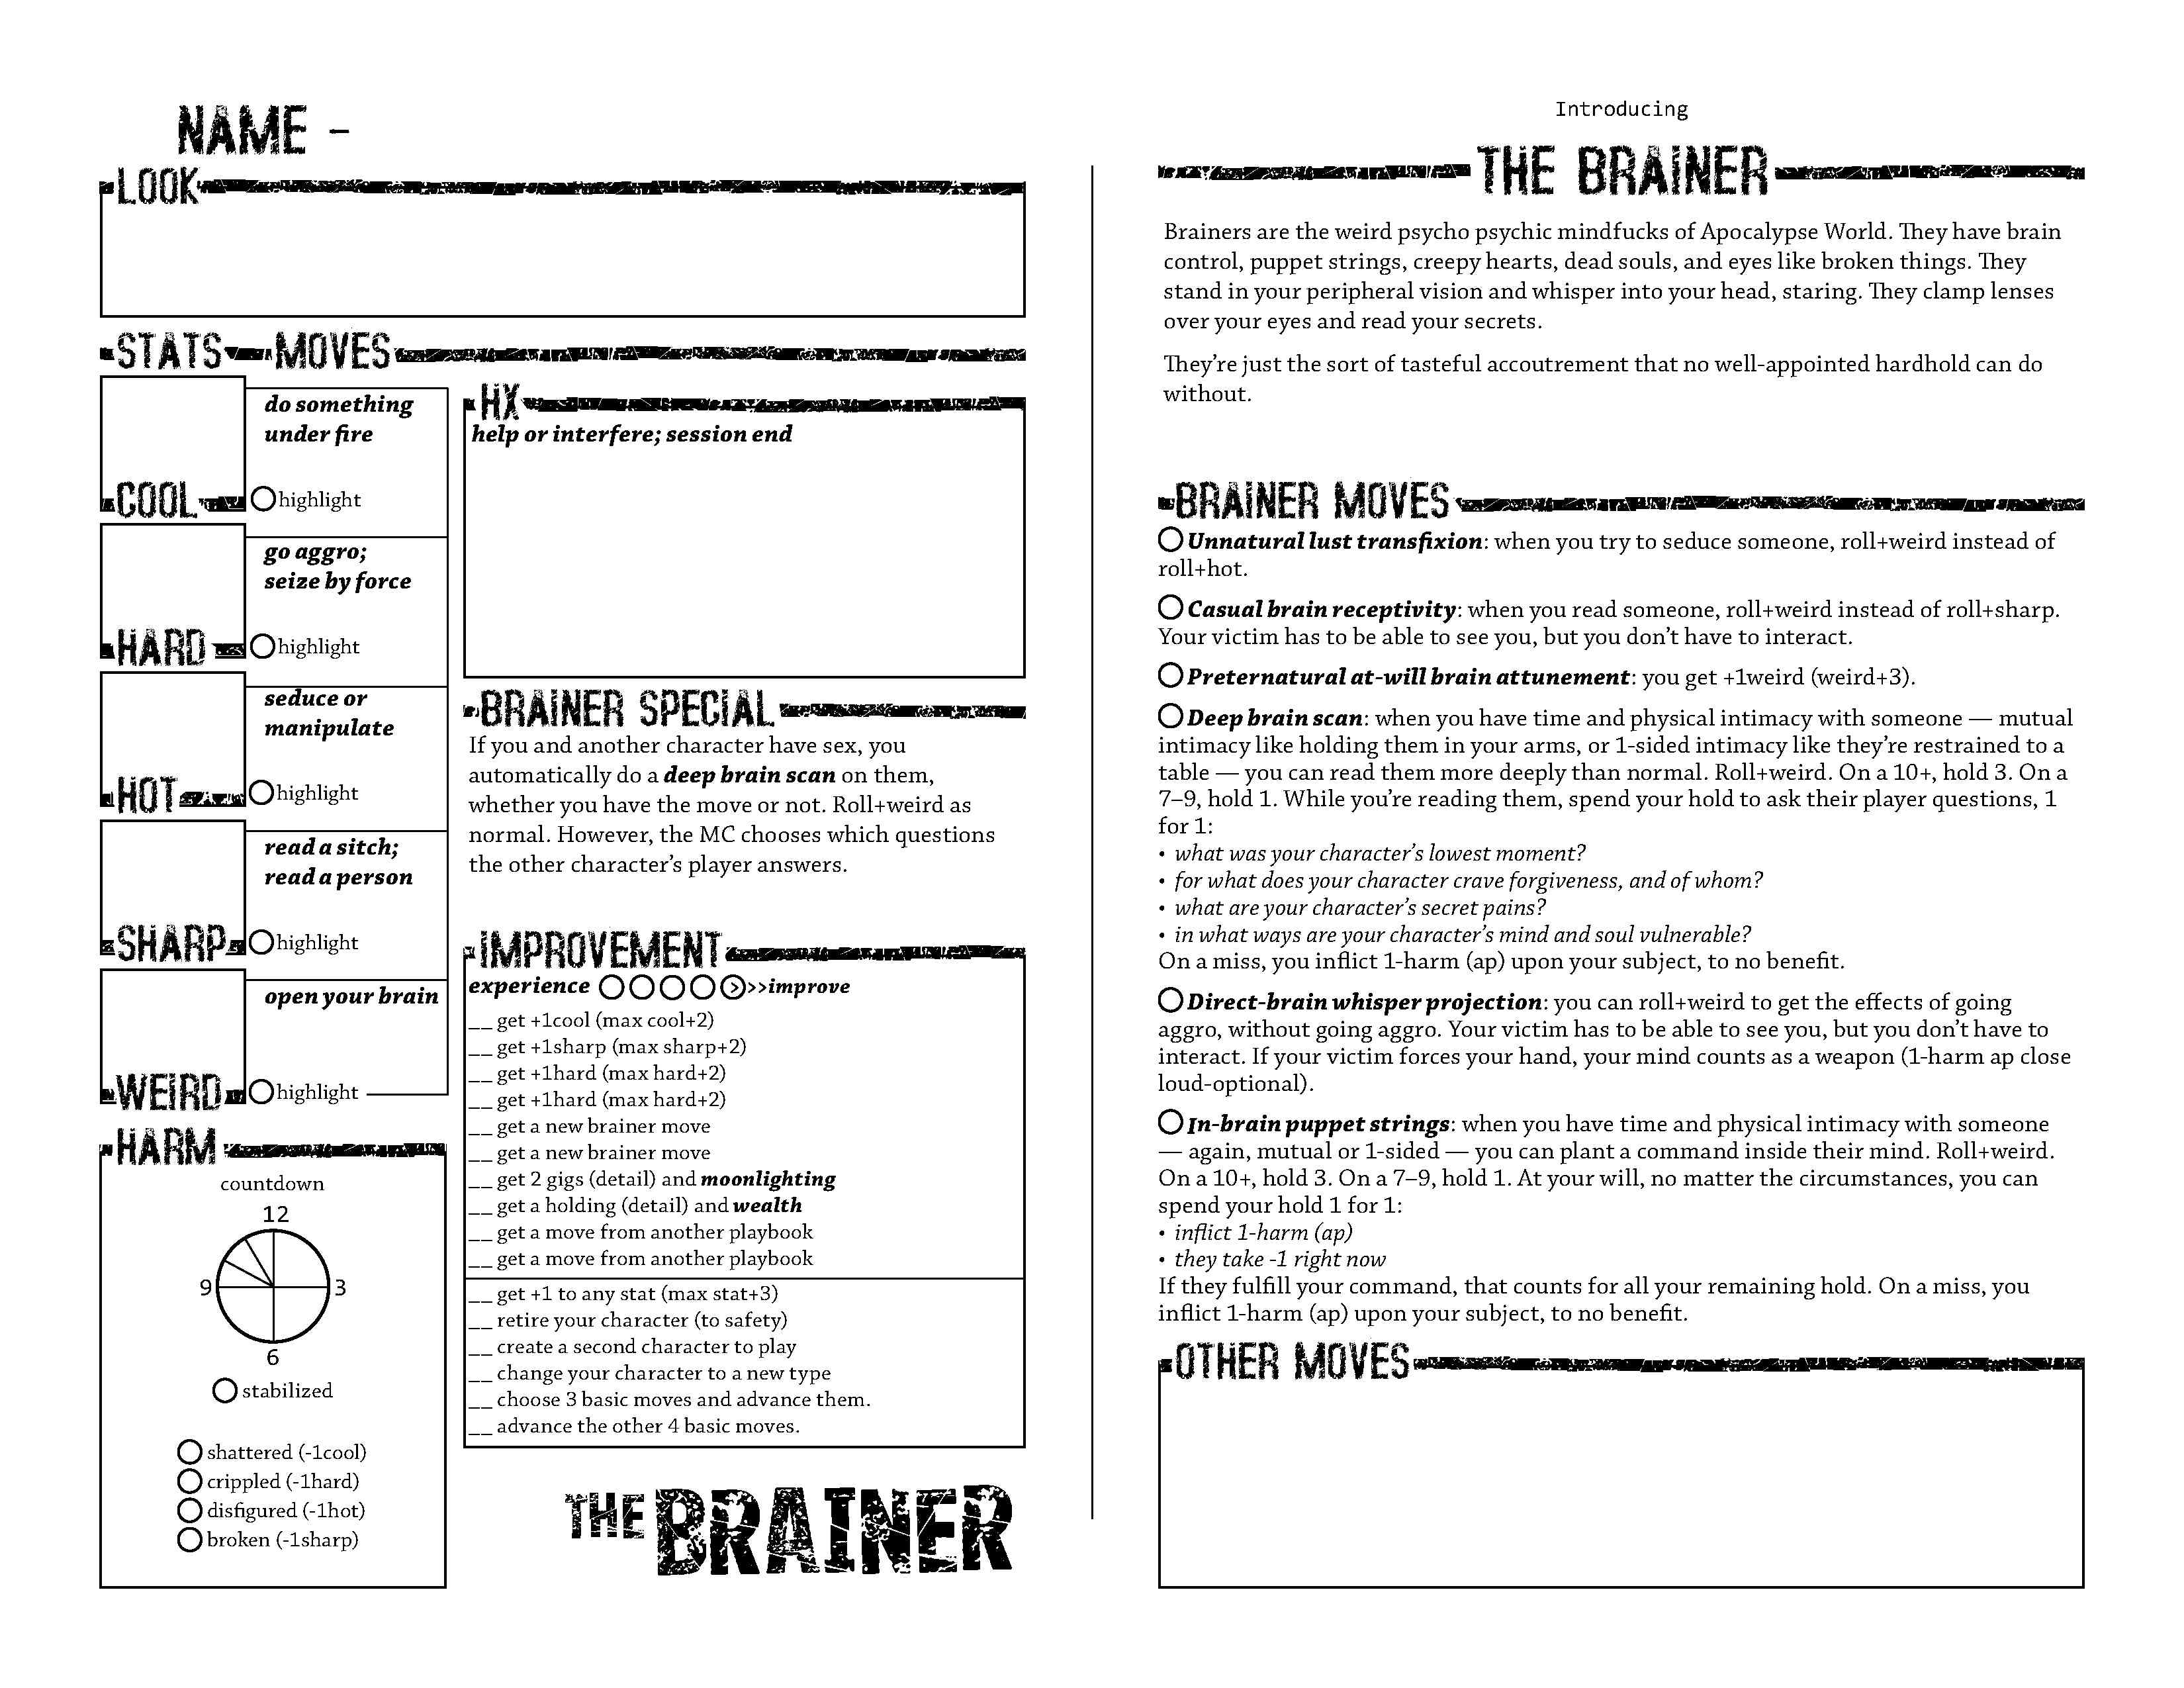 NAME -
LOOK
STATS MOVES
do something
under fire
COOL
highlight
go aggro;
seize by force
HARD
highlight
seduce or
manipulate
HOT
highlight
read a sitch;
read a person
SHARP
highlight
open your brain
WEIRD
highlight
HARM
countdown
12
9
3
6
stabilized
shattered (-1cool)
crippled (-1hard)
disfigured (-1hot)
broken (-1sharp)
HX
help or interfere; session end
BRAINER SPECIAL
If you and another character have sex, you
automatically do a deep brain scan on them,
whether you have the move or not. Roll+weird as
normal. However, the MC chooses which questions
the other character's player answers.
IMPROVEMENT
experience >>>improve
__ get +1cool (max cool+2)
__ get +1sharp (max sharp+2)
__ get +1hard (max hard+2)
__ get +1hard (max hard+2)
__ get a new brainer move
__ get a new brainer move
__ get 2 gigs (detail) and moonlighting
__ get a holding (detail) and wealth
__ get a move from another playbook
__ get a move from another playbook
__ get +1 to any stat (max stat+3)
__ retire your character (to safety)
__ create a second character to play
__ change your character to a new type
__ choose 3 basic moves and advance them.
__ advance the other 4 basic moves.
THE BRAINER
Introducing
THE BRAINER
Brainers are the weird psycho psychic mindfucks of Apocalypse World. They have brain
control, puppet strings, creepy hearts, dead souls, and eyes like broken things. They
stand in your peripheral vision and whisper into your head, staring. They clamp lenses
over your eyes and read your secrets.
They're just the sort of tasteful accoutrement that no well-appointed hardhold can do
without.
BRAINER MOVES
Unnatural lust transfixion: when you try to seduce someone, roll+weird instead of
roll+hot.
Casual brain receptivity: when you read someone, roll+weird instead of roll+sharp.
Your victim has to be able to see you, but you don't have to interact.
Preternatural at-will brain attunement: you get +1weird (weird+3).
Deep brain scan: when you have time and physical intimacy with someone — mutual
intimacy like holding them in your arms, or 1-sided intimacy like they're restrained to a
table — you can read them more deeply than normal. Roll+weird. On a 10+, hold 3. On a
7–9, hold 1. While you're reading them, spend your hold to ask their player questions, 1
for 1:
• what was your character's lowest moment?
• for what does your character crave forgiveness, and of whom?
• what are your character's secret pains?
• in what ways are your character's mind and soul vulnerable?
On a miss, you inflict 1-harm (ap) upon your subject, to no benefit.
Direct-brain whisper projection: you can roll+weird to get the effects of going
aggro, without going aggro. Your victim has to be able to see you, but you don't have to
interact. If your victim forces your hand, your mind counts as a weapon (1-harm ap close
loud-optional).
In-brain puppet strings: when you have time and physical intimacy with someone
— again, mutual or 1-sided — you can plant a command inside their mind. Roll+weird.
On a 10+, hold 3. On a 7–9, hold 1. At your will, no matter the circumstances, you can
spend your hold 1 for 1:
• inflict 1-harm (ap)
• they take -1 right now
If they fulfill your command, that counts for all your remaining hold. On a miss, you
inflict 1-harm (ap) upon your subject, to no benefit.
OTHER MOVES